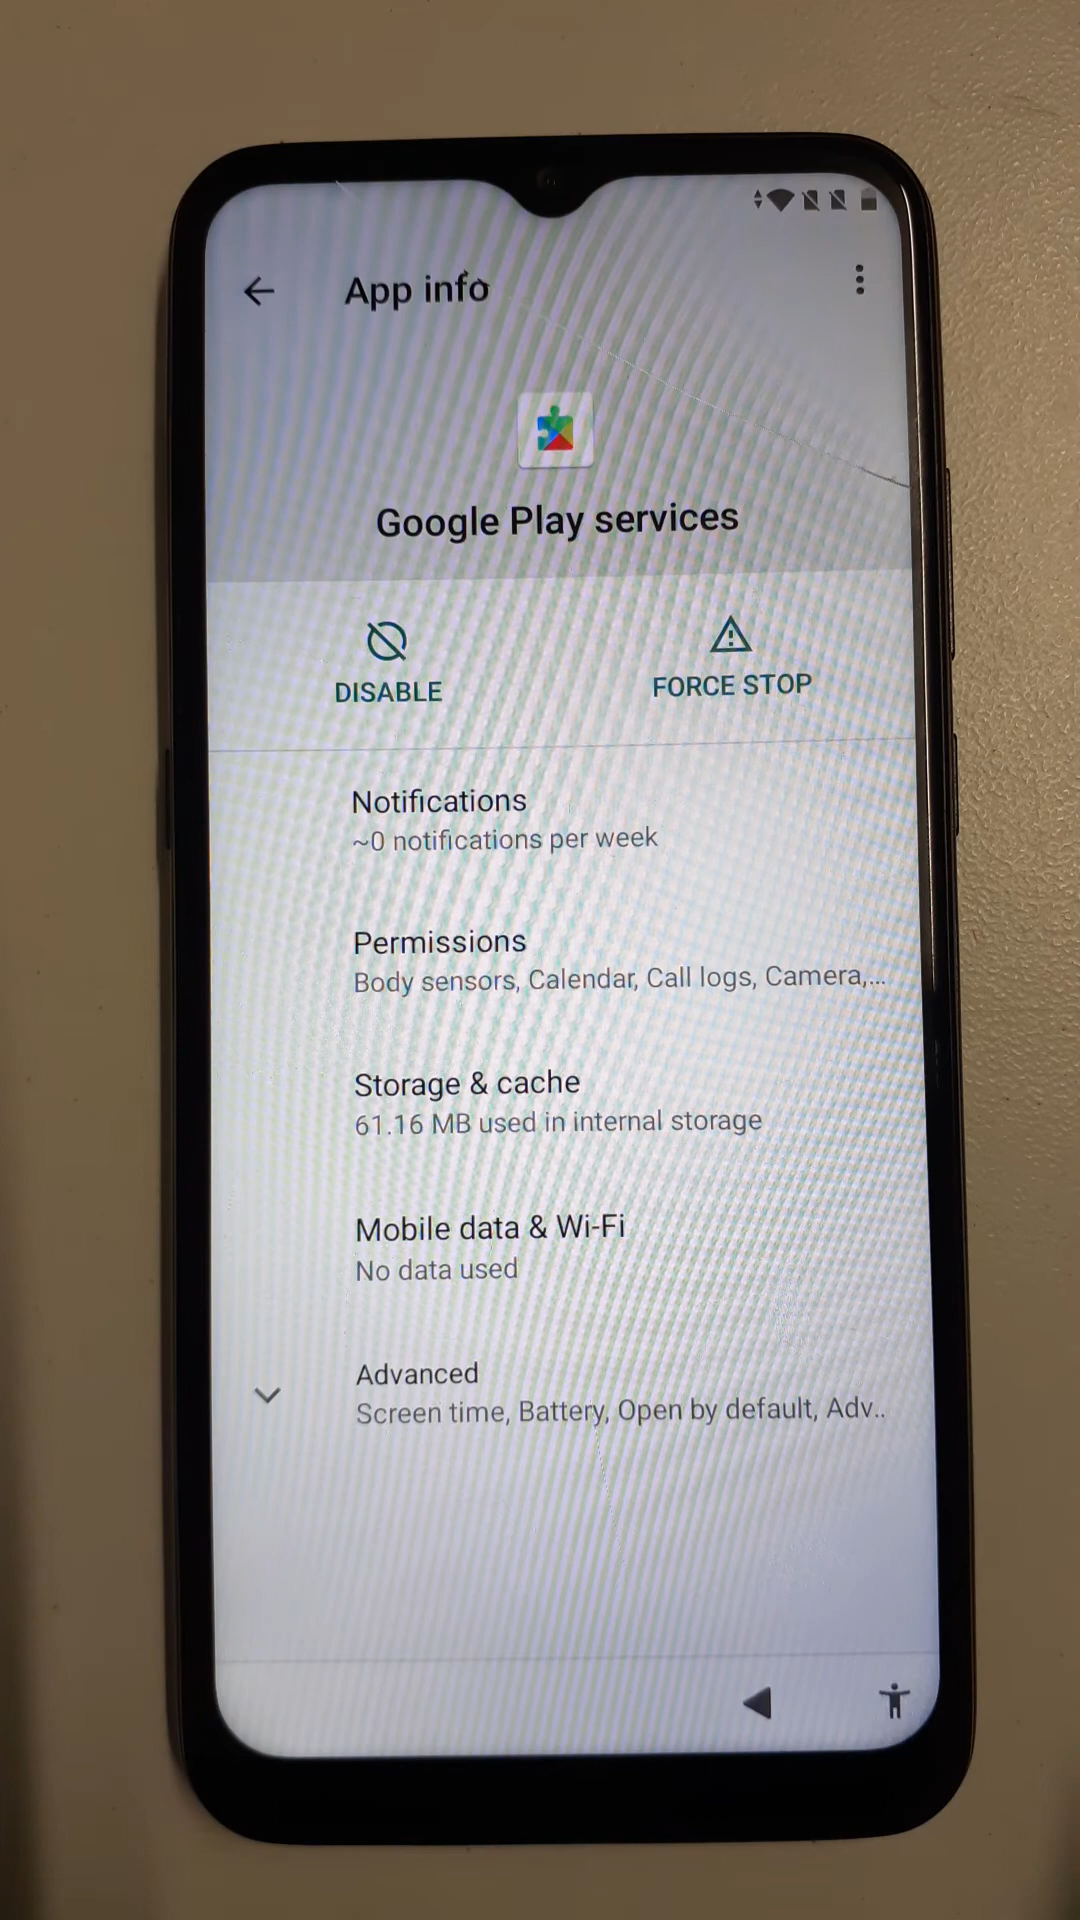 App info
Google Play services
DISABLE
FORCE STOP
Notifications
~0 notifications per week
Permissions
Body sensors, Calendar, Call logs, Camera,...
Storage & cache
61.16 MB used in internal storage
Mobile data & Wi-Fi
No data used
Advanced
Screen time, Battery, Open by default, Adv..